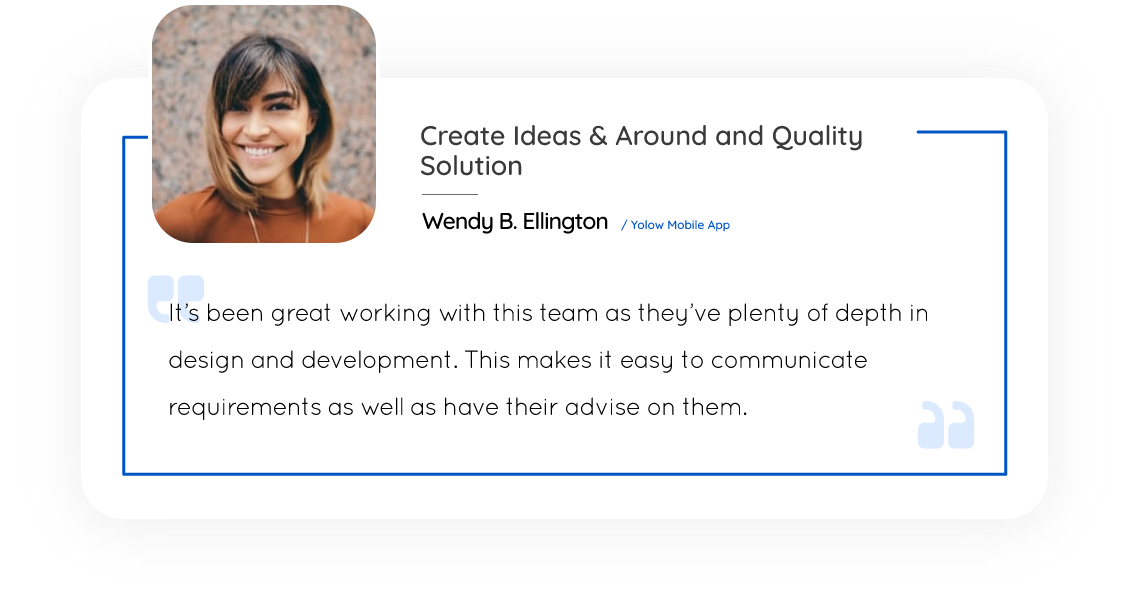 Create Ideas & Around and Quality
Solution
Wendy B. Ellington / Yolow Mobile App
It’s been great working with this team as they’ve plenty of depth in
design and development. This makes it easy to communicate
requirements as well as have their advise on them.